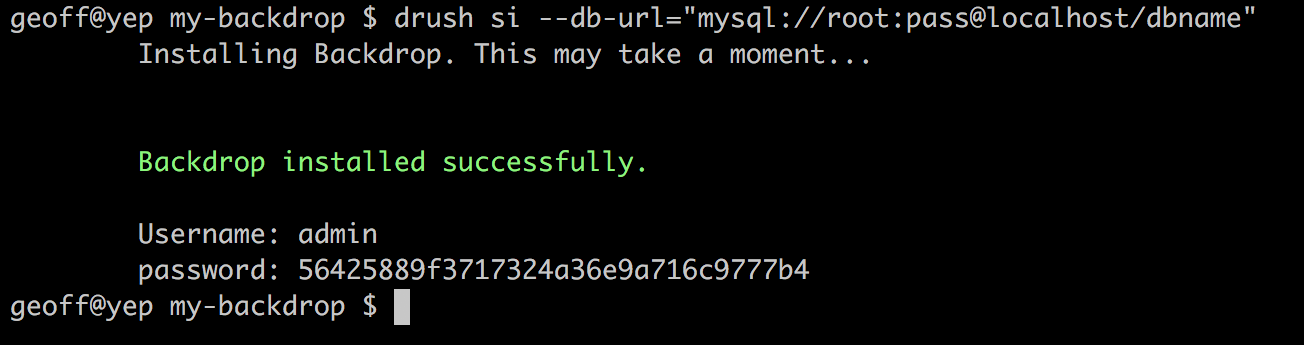 geoff@yep my-backdrop $ drush si --db-url="mysql://root:pass@localhost/dbname"
Installing Backdrop. This may take a moment...
Backdrop installed successfully.
Username: admin
password: 56425889f3717324a36e9a716c9777b4
geoff@yep my-backdrop $